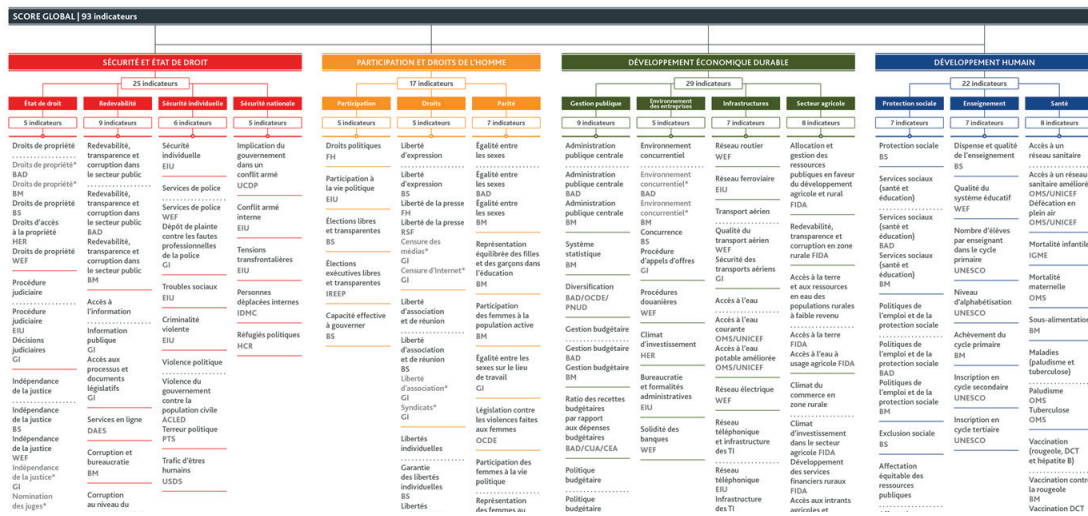 SCORE GLOBAL | 93 indicateurs
SÉCURITÉ ET ÉTAT DE DROIT
25 indicateurs
État de droit
5 indicateurs
Droits de propriété
Droits de propriété*
BAD
Droits de propriété*
BM
Droits de propriété
BS
Droits d'accès
à la propriété
HER
Droits de propriété
WEF
Procédure
judiciaire
Procédure
judiciaire
EIU
Décisions
judiciaires
GI
Indépendance
de la justice
Indépendance
de la justice
BS
Indépendance
de la justice
WEF
Indépendance
de la justice*
GI
Nomination
des juges*
Redevabilité
9 indicateurs
Redevabilité,
transparence et
corruption dans
le secteur public
Redevabilité,
transparence et
corruption dans
le secteur public
BAD
Redevabilité,
transparence et
corruption dans
le secteur public
BM
Accès à
l'information
Information
publique
GI
Accès aux
processus et
documents
législatifs
GI
Services en ligne
DAES
Corruption et
bureaucratie
BM
Corruption
au niveau du
Sécurité individuelle
6 indicateurs
Sécurité
individuelle
EIU
Services de police
Services de police
WEF
Dépôt de plainte
contre les fautes
professionnelles
de la police
GI
Troubles sociaux
EIU
Criminalité
violente
EIU
Violence politique
Violence du
gouvernement
contre la
population civile
ACLED
Terreur politique
PTS
Trafic d'êtres
humains
USDS
Sécurité nationale
5 indicateurs
Implication du
gouvernement
dans un
conflit armé
UCDP
Conflit armé
interne
EIU
Tensions
transfrontalières
EIU
Personnes
déplacées internes
IDMC
Réfugiés politiques
HCR
PARTICIPATION ET DROITS DE L'HOMME
17 indicateurs
Participation
5 indicateurs
Droits politiques
FH
Participation à
la vie politique
EIU
Élections libres
et transparentes
BS
Élections
exécutives libres
et transparentes
IREEP
Capacité effective
à gouverner
BS
Droits
5 indicateurs
Liberté
d'expression
Liberté
d'expression
BS
Liberté de la presse
FH
Liberté de la presse
RSF
Censure des
médias*
GI
Censure d'Internet*
GI
Liberté
d'association
et de réunion
Liberté
d'association
et de réunion
BS
Liberté
d'association*
GI
Syndicats*
GI
Libertés
individuelles
Garantie
des libertés
individuelles
BS
Libertés
Parité
7 indicateurs
Égalité entre
les sexes
Égalité entre
les sexes
BAD
Égalité entre
les sexes
BM
Représentation
équilibrée des filles
et des garçons dans
l'éducation
BM
Participation
des femmes à la
population active
BM
Égalité entre les
sexes sur le lieu
de travail
GI
Législation contre
les violences faites
aux femmes
OCDE
Participation des
femmes à la vie
politique
Représentation
des femmes au
DÉVELOPPEMENT ÉCONOMIQUE DURABLE
29 indicateurs
Gestion publique
9 indicateurs
Administration
publique centrale
Administration
publique centrale
BAD
Administration
publique centrale
BM
Système
statistique
BM
Diversification
BAD/OCDE/
PNUD
Gestion budgétaire
Gestion budgétaire
BAD
Gestion budgétaire
BM
Ratio des recettes
budgétaires
par rapport
aux dépenses
budgétaires
BAD/CUA/CEA
Politique
budgétaire
Politique
budgétaire
Environnement
des entreprises
5 indicateurs
Environnement
concurrentiel
Environnement
concurrentiel*
BAD
Environnement
concurrentiel*
BM
Concurrence
BS
Procédure
d'appels d'offres
GI
Procédures
douanières
WEF
Climat
d'investissement
HER
Bureaucratie
et formalités
administratives
EIU
Solidité des
banques
WEF
Infrastructures
7 indicateurs
Réseau routier
WEF
Réseau ferroviaire
EIU
Transport aérien
Qualité du
transport aérien
WEF
Sécurité des
transports aériens
GI
Accès à l'eau
Accès à l'eau
courante
OMS/UNICEF
Accès à l'eau
potable améliorée
OMS/UNICEF
Réseau électrique
WEF
Réseau
téléphonique
et infrastructure
des TI
Réseau
téléphonique
EIU
Infrastructure
des TI
Secteur agricole
8 indicateurs
Allocation et
gestion des
ressources
publiques en faveur
du développement
agricole et rural
FIDA
Redevabilité,
transparence et
corruption en zone
rurale FIDA
Accès à la terre
et aux ressources
en eau des
populations rurales
à faible revenu
Accès à la terre
FIDA
Accès à l'eau à
usage agricole FIDA
Climat du
commerce en
zone rurale
Climat
d'investissement
dans le secteur
agricole FIDA
Développement
des services
financiers ruraux
FIDA
Accès aux intrants
agricoles et
DÉVELOPPEMENT HUMAIN
22 indicateurs
Protection sociale
7 indicateurs
Protection sociale
BS
Services sociaux
(santé et
éducation)
Services sociaux
(santé et
éducation)
BAD
Services sociaux
(santé et
éducation)
BM
Politiques de
l'emploi et de la
protection sociale
Politiques de
l'emploi et de la
protection sociale
BAD
Politiques de
l'emploi et de la
protection sociale
BM
Exclusion sociale
BS
Affectation
équitable des
ressources
publiques
Enseignement
7 indicateurs
Dispense et qualité
de l'enseignement
BS
Qualité du
système éducatif
WEF
Nombre d'élèves
par enseignant
dans le cycle
primaire
UNESCO
Niveau
d'alphabétisation
UNESCO
Achèvement du
cycle primaire
BM
Inscription en
cycle secondaire
UNESCO
Inscription en
cycle tertiaire
UNESCO
Santé
8 indicateurs
Accès à un
réseau sanitaire
Accès à un réseau
sanitaire amélioré
OMS/UNICEF
Défécation en
plein air
OMS/UNICEF
Mortalité infantile
IGME
Mortalité
maternelle
OMS
Sous-alimentation
BM
Maladies
(paludisme et
tuberculose)
Paludisme
OMS
Tuberculose
OMS
Vaccination
(rougeole, DCT
et hépatite B)
Vaccination contre
la rougeole
BM
Vaccination DCT